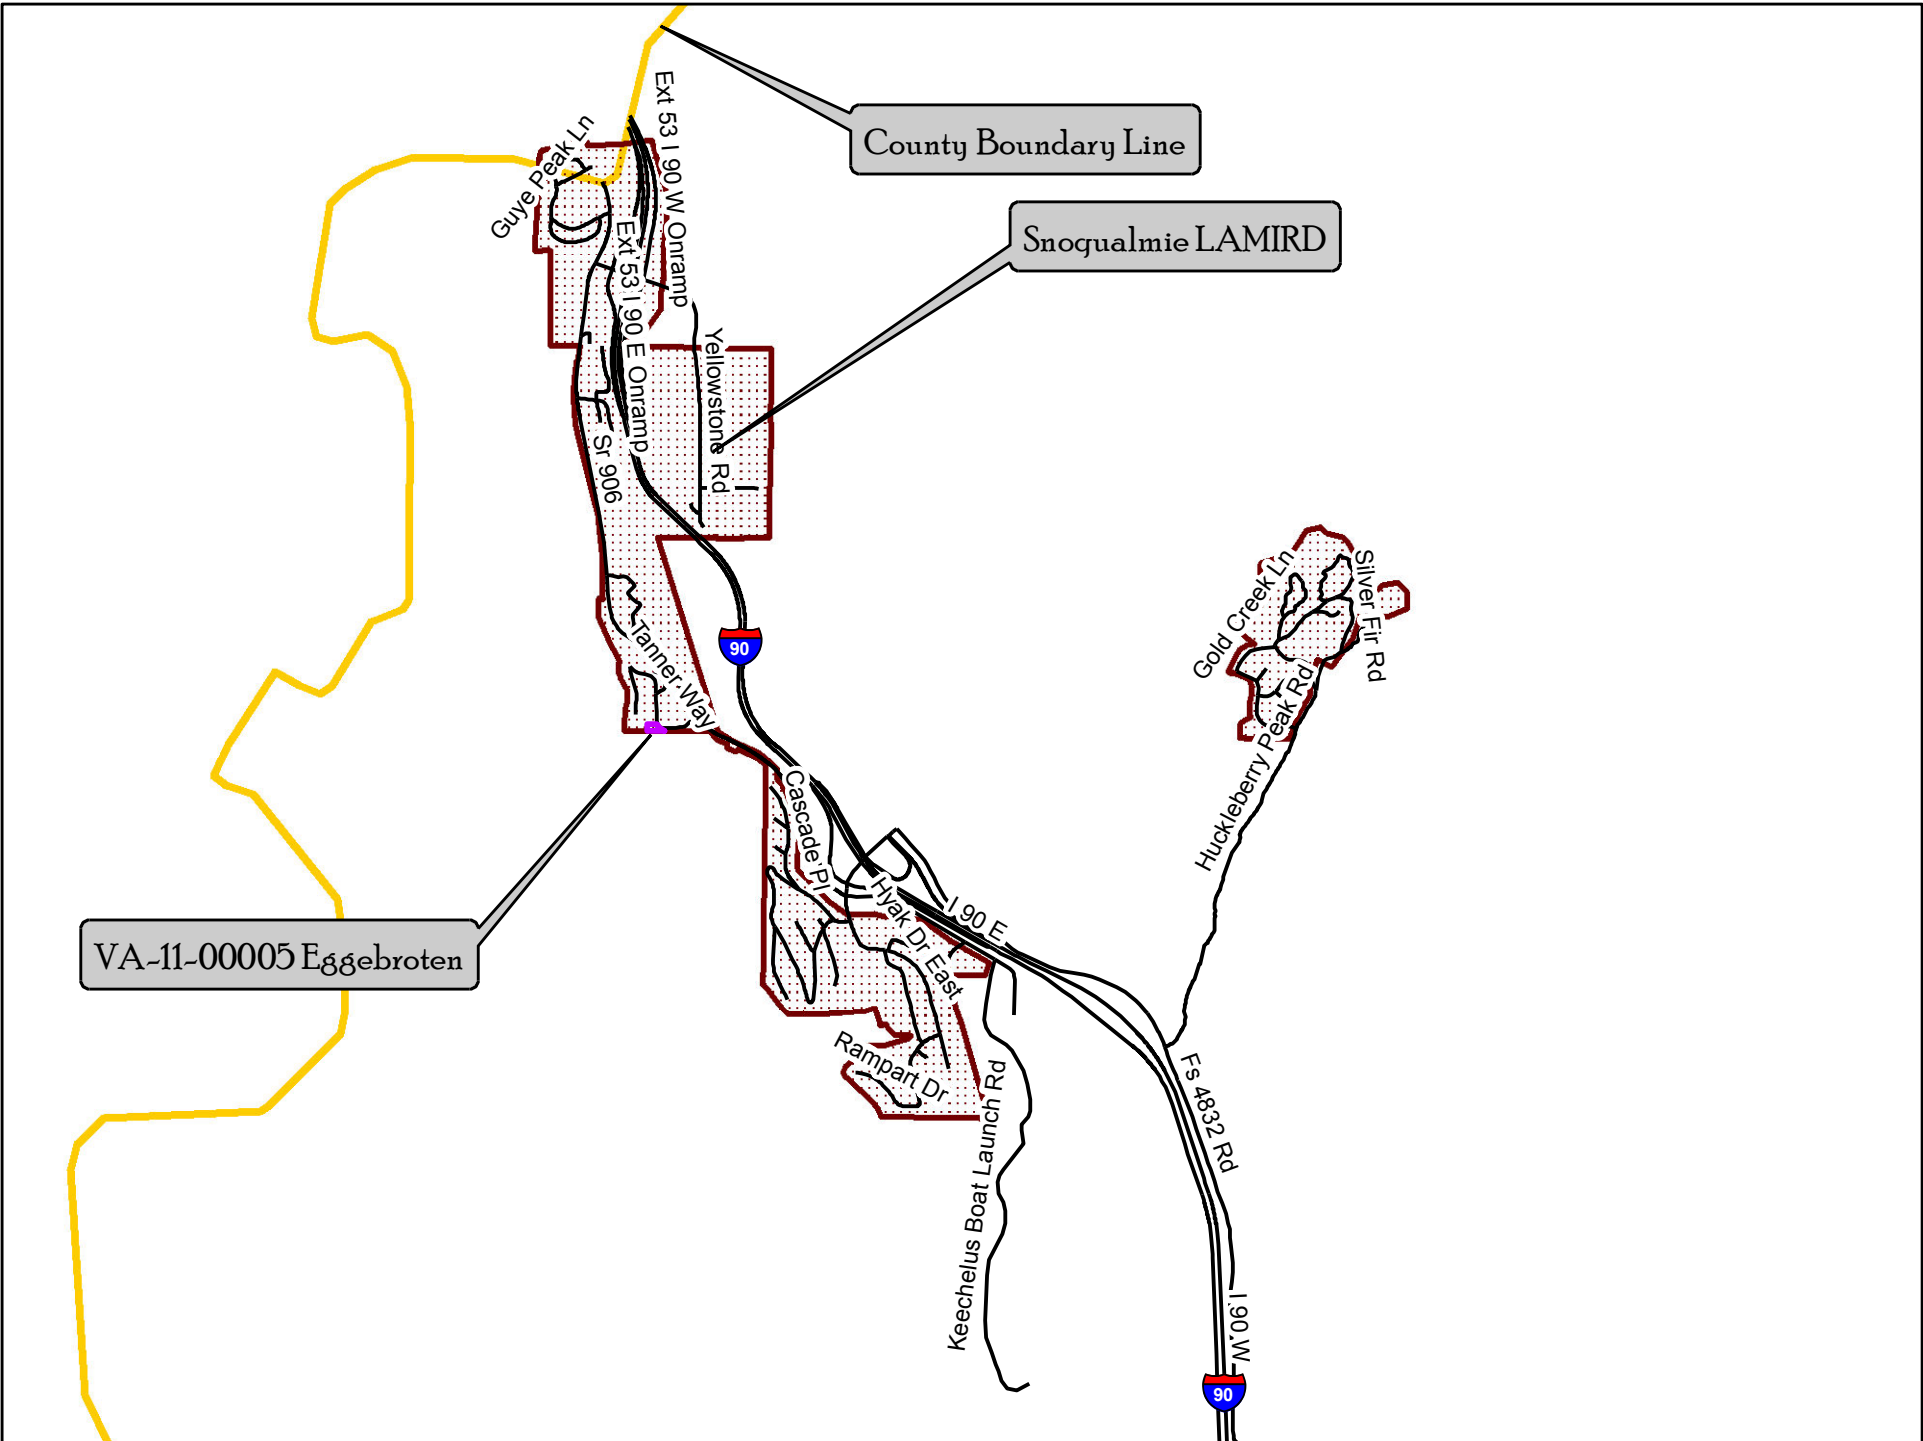 Ext 53 I 90 W Onramp
County Boundary Line
Guye Peak Ln
Snoqualmie LAMIRD
Ext 53 I 90 E Onramp
Yellowstone Rd
Sr 906
Gold Creek Ln
Silver Fir Rd
Tanner Way
90
Huckleberry Peak Rd
Cascade Pl
Hyak Dr East
I 90 E
VA-11-00005 Eggebroten
Rampart Dr
Fs 4832 Rd
Keechelus Boat Launch Rd
I 90 W
90